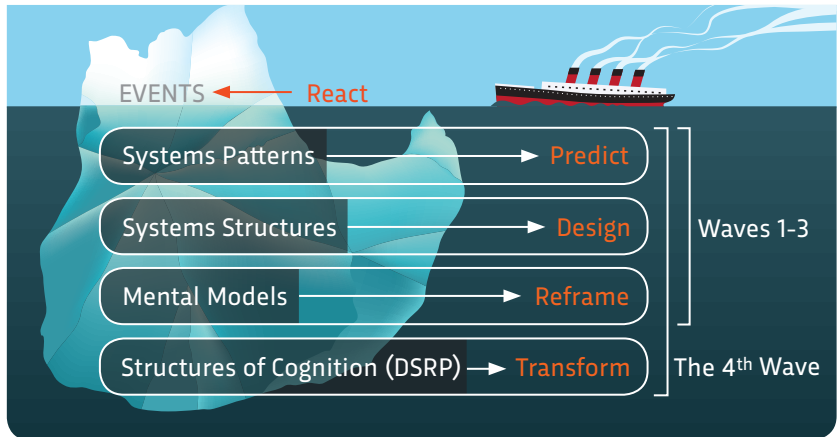 EVENTS React
Systems Patterns Predict
Systems Structures Design
Waves 1-3
Mental Models Reframe
Structures of Cognition (DSRP) Transform
The 4th Wave